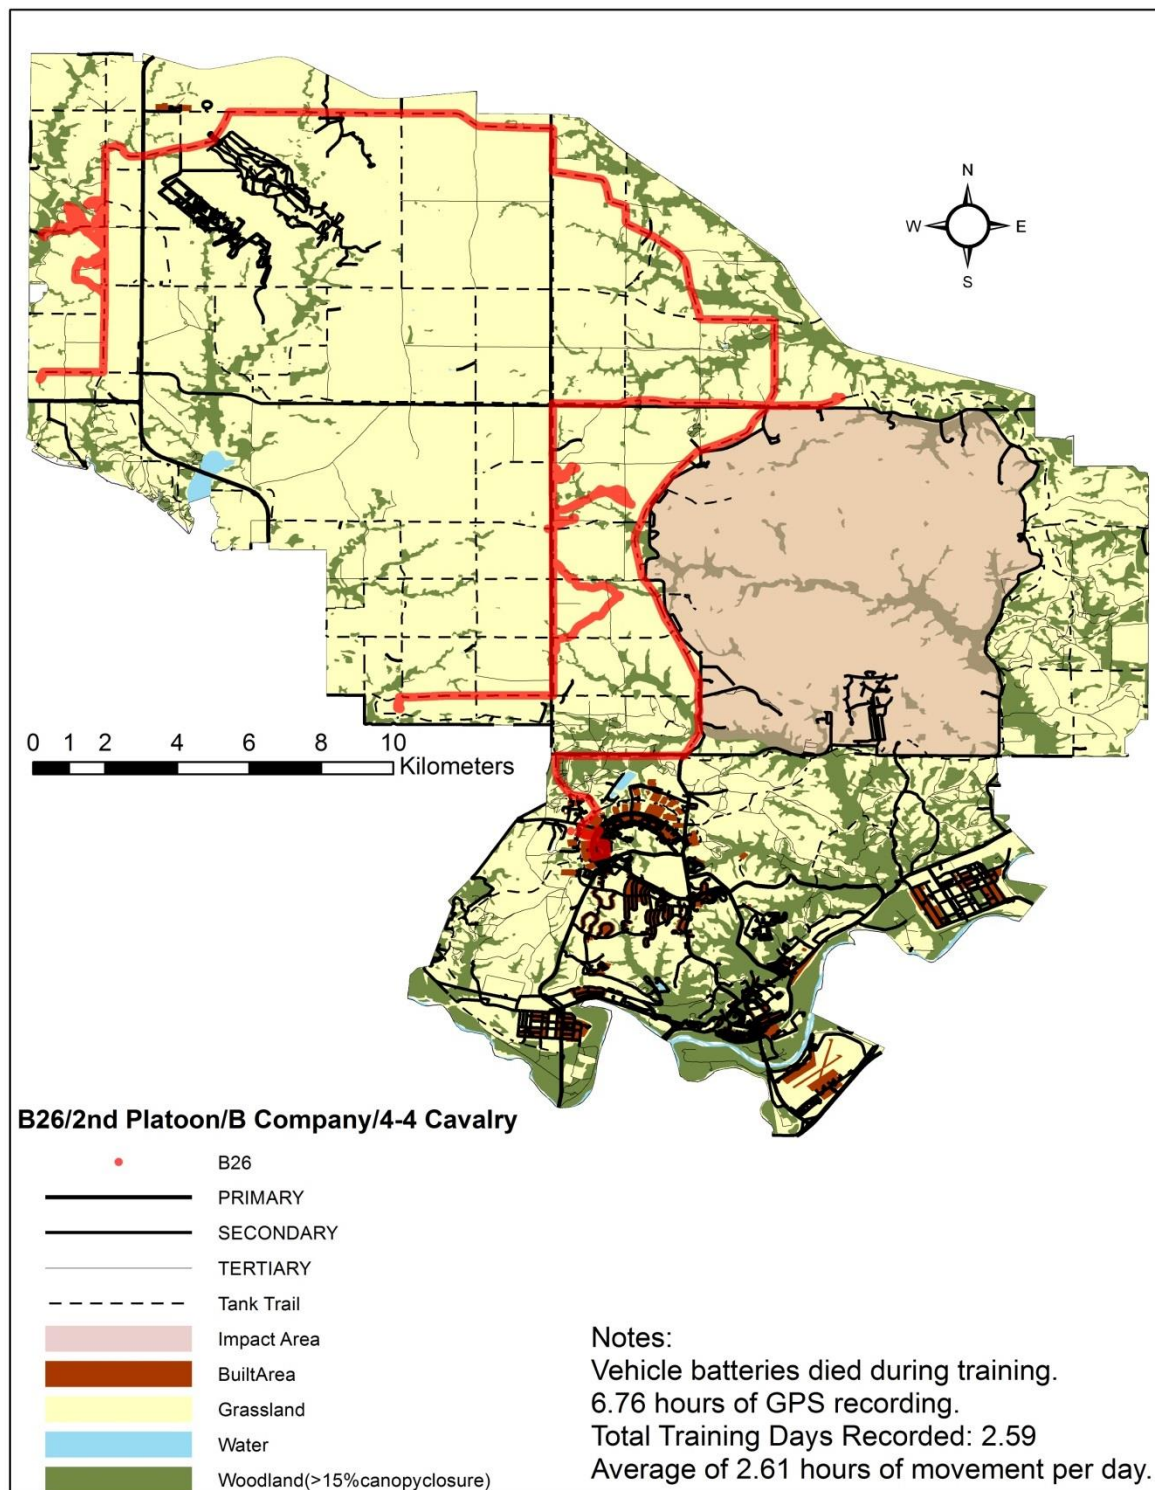 N
W E
S
0 1 2 4 6 8 10
Kilometers
B26/2nd Platoon/B Company/4-4 Cavalry
B26
PRIMARY
SECONDARY
TERTIARY
Tank Trail
Impact Area
BuiltArea
Grassland
Water
Woodland(>15%canopyclosure)
Notes:
Vehicle batteries died during training.
6.76 hours of GPS recording.
Total Training Days Recorded: 2.59
Average of 2.61 hours of movement per day.